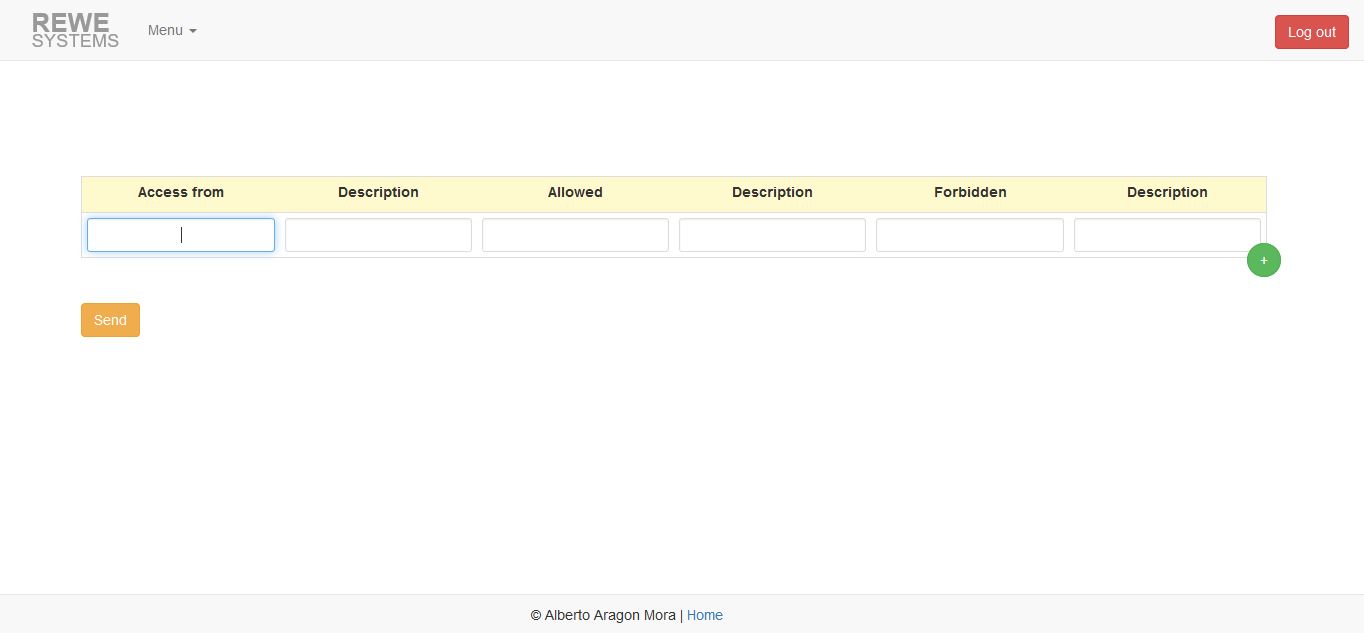 REWE
SYSTEMS
Menu
Log out
Access from Description Allowed Description Forbidden Description
+
Send
© Alberto Aragon Mora | Home